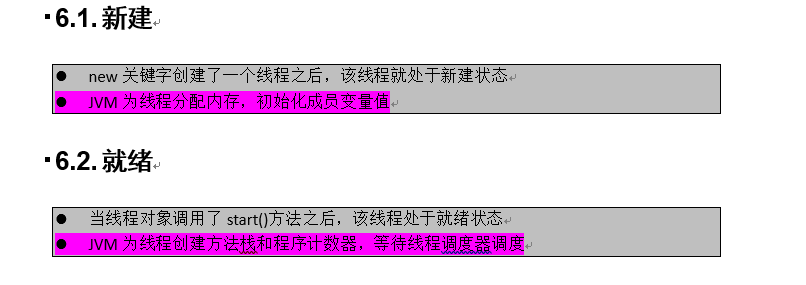 6.1.新建
● new 关键字创建了一个线程之后，该线程就处于新建状态
● JVM 为线程分配内存，初始化成员变量值
6.2.就绪
● 当线程对象调用了 start()方法之后，该线程处于就绪状态
● JVM 为线程创建方法栈和程序计数器，等待线程调度器调度